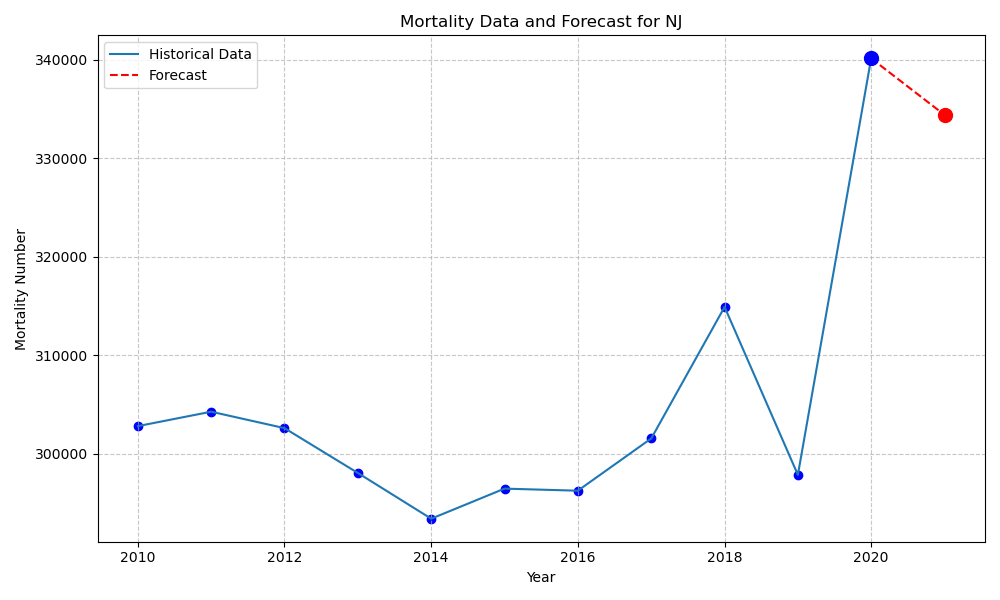 Mortality Data and Forecast for NJ
Historical Data
Forecast
340000
330000
320000
310000
300000
Mortality Number
2010
2012
2014
2016
2018
2020
Year